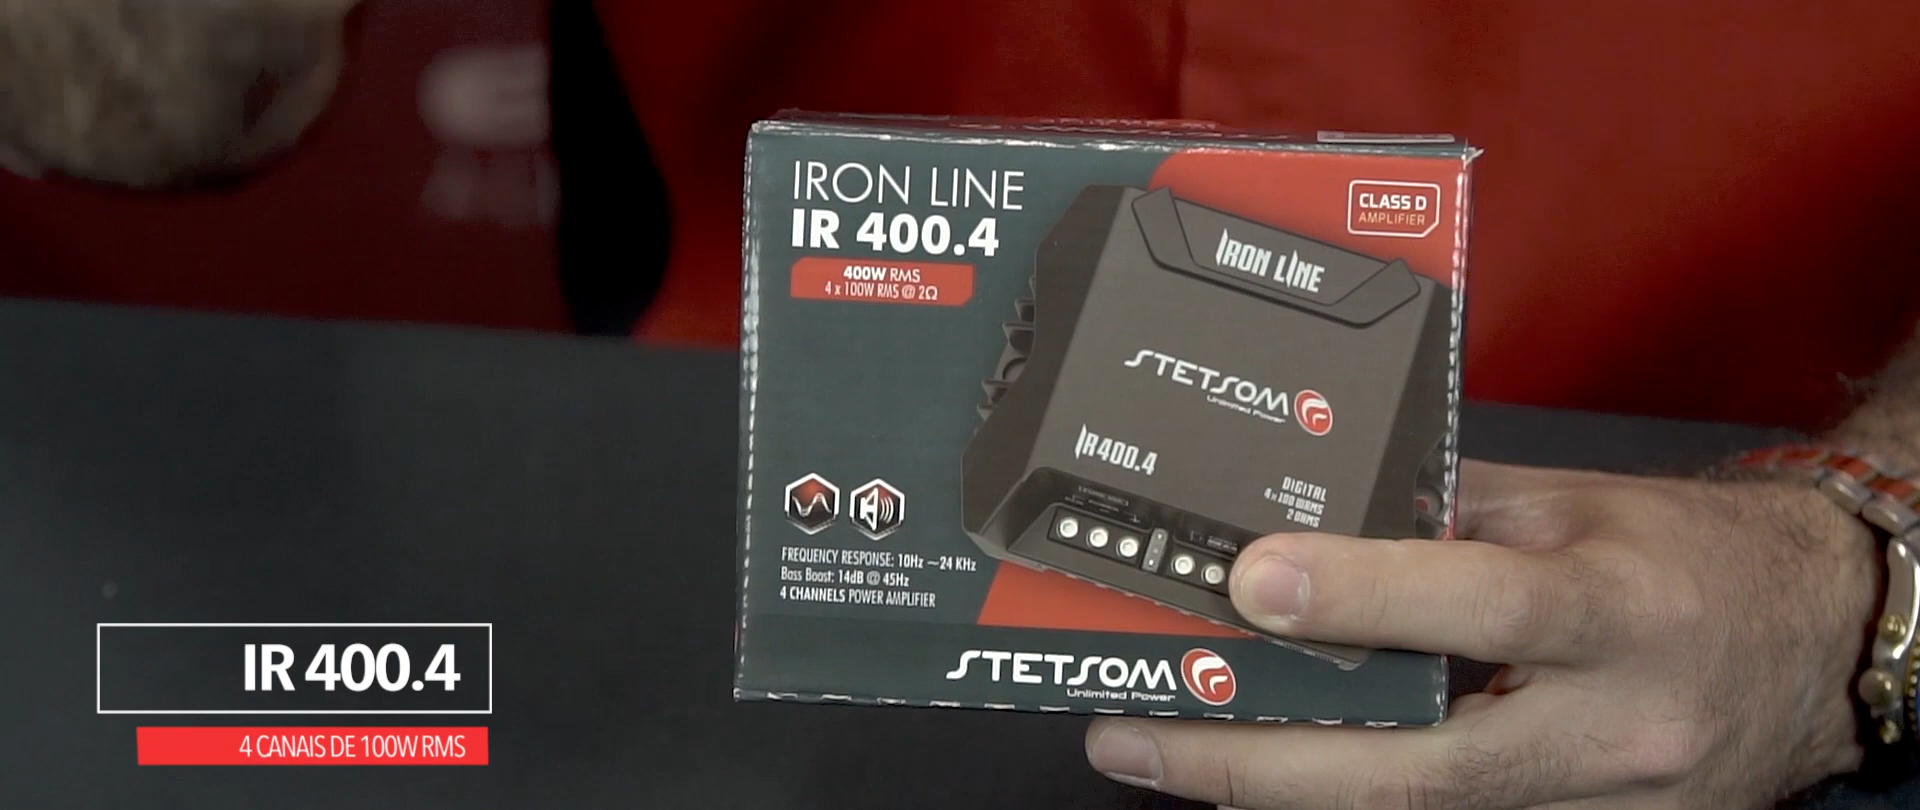 IRON LINE
IR 400.4
400W RMS
4 x 100W RMS @ 2Ω
CLASS D
AMPLIFIER
IRON LINE
STETSOM
Unlimited Power
IR400.4
DIGITAL
4x100 WRMS
2 OHMS
FREQUENCY RESPONSE: 10Hz ~24 KHz
Bass Boost: 14dB @ 45Hz
4 CHANNELS POWER AMPLIFIER
STETSOM
Unlimited Power
IR 400.4
4 CANAIS DE 100W RMS